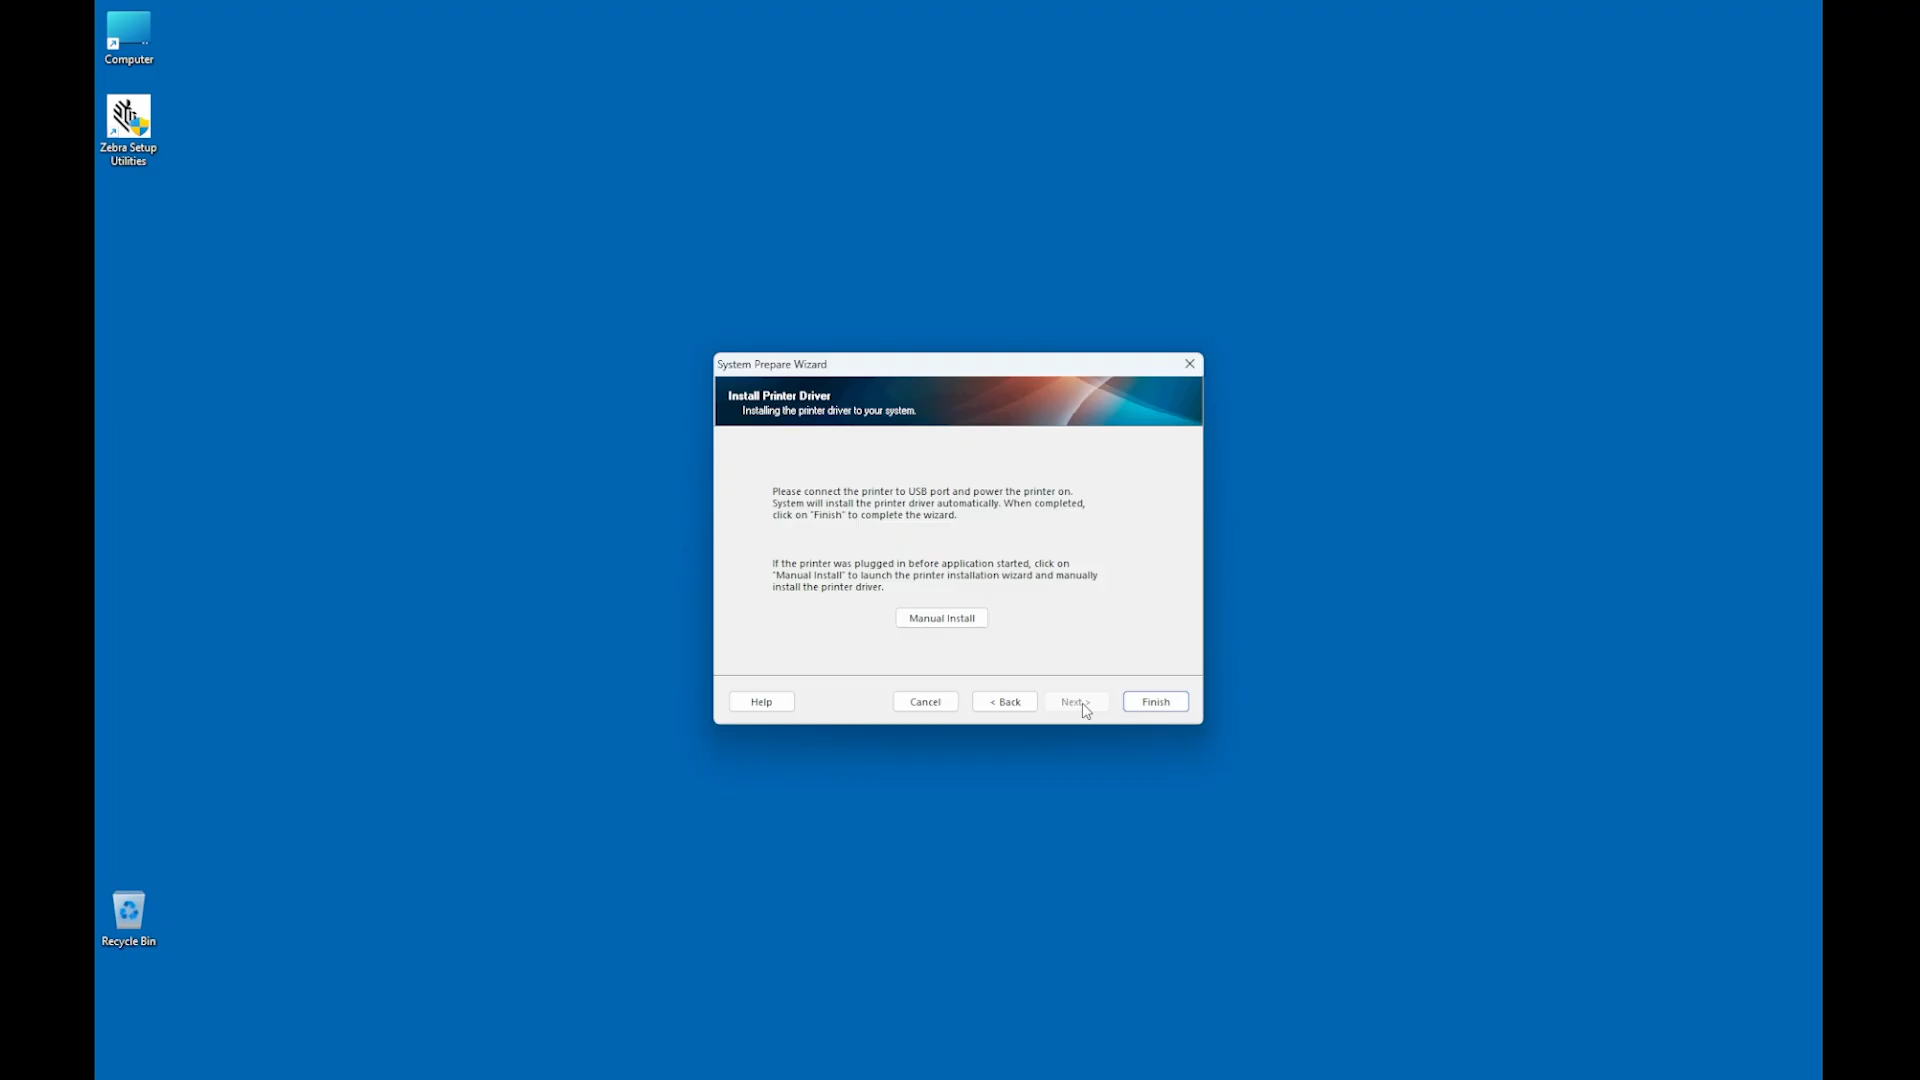 Computer
Zebra Setup
Utilities
System Prepare Wizard
Install Printer Driver
Installing the printer driver to your system.
Please connect the printer to USB port and power the printer on.
System will install the printer driver automatically. When completed,
click on "Finish" to complete the wizard.
If the printer was plugged in before application started, click on
"Manual Install" to launch the printer installation wizard and manually
install the printer driver.
Manual Install
Help
Cancel
< Back
Next >
Finish
Recycle Bin